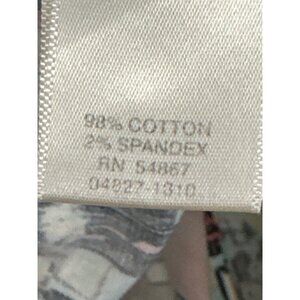 98% COTTON
2% SPANDEX
RN 54867
04827-1310